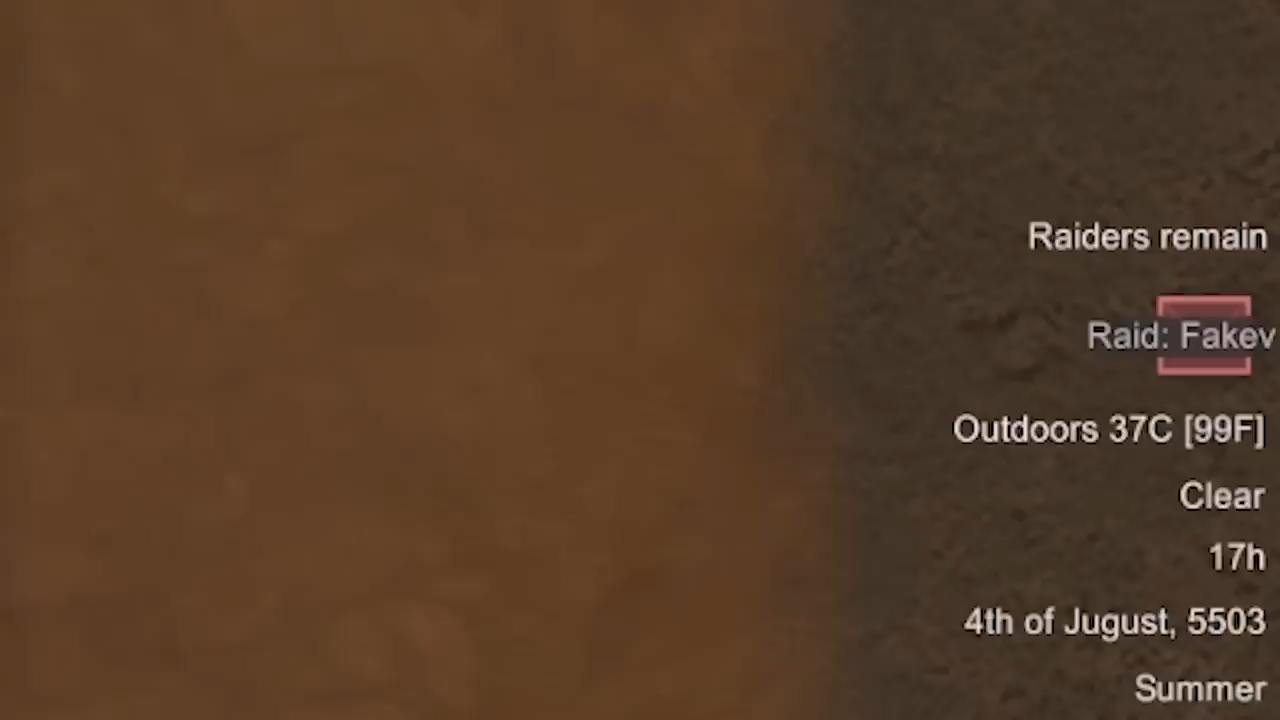 Raiders remain
Raid: Fakev
Outdoors 37C [99F]
Clear
17h
4th of Jugust, 5503
Summer